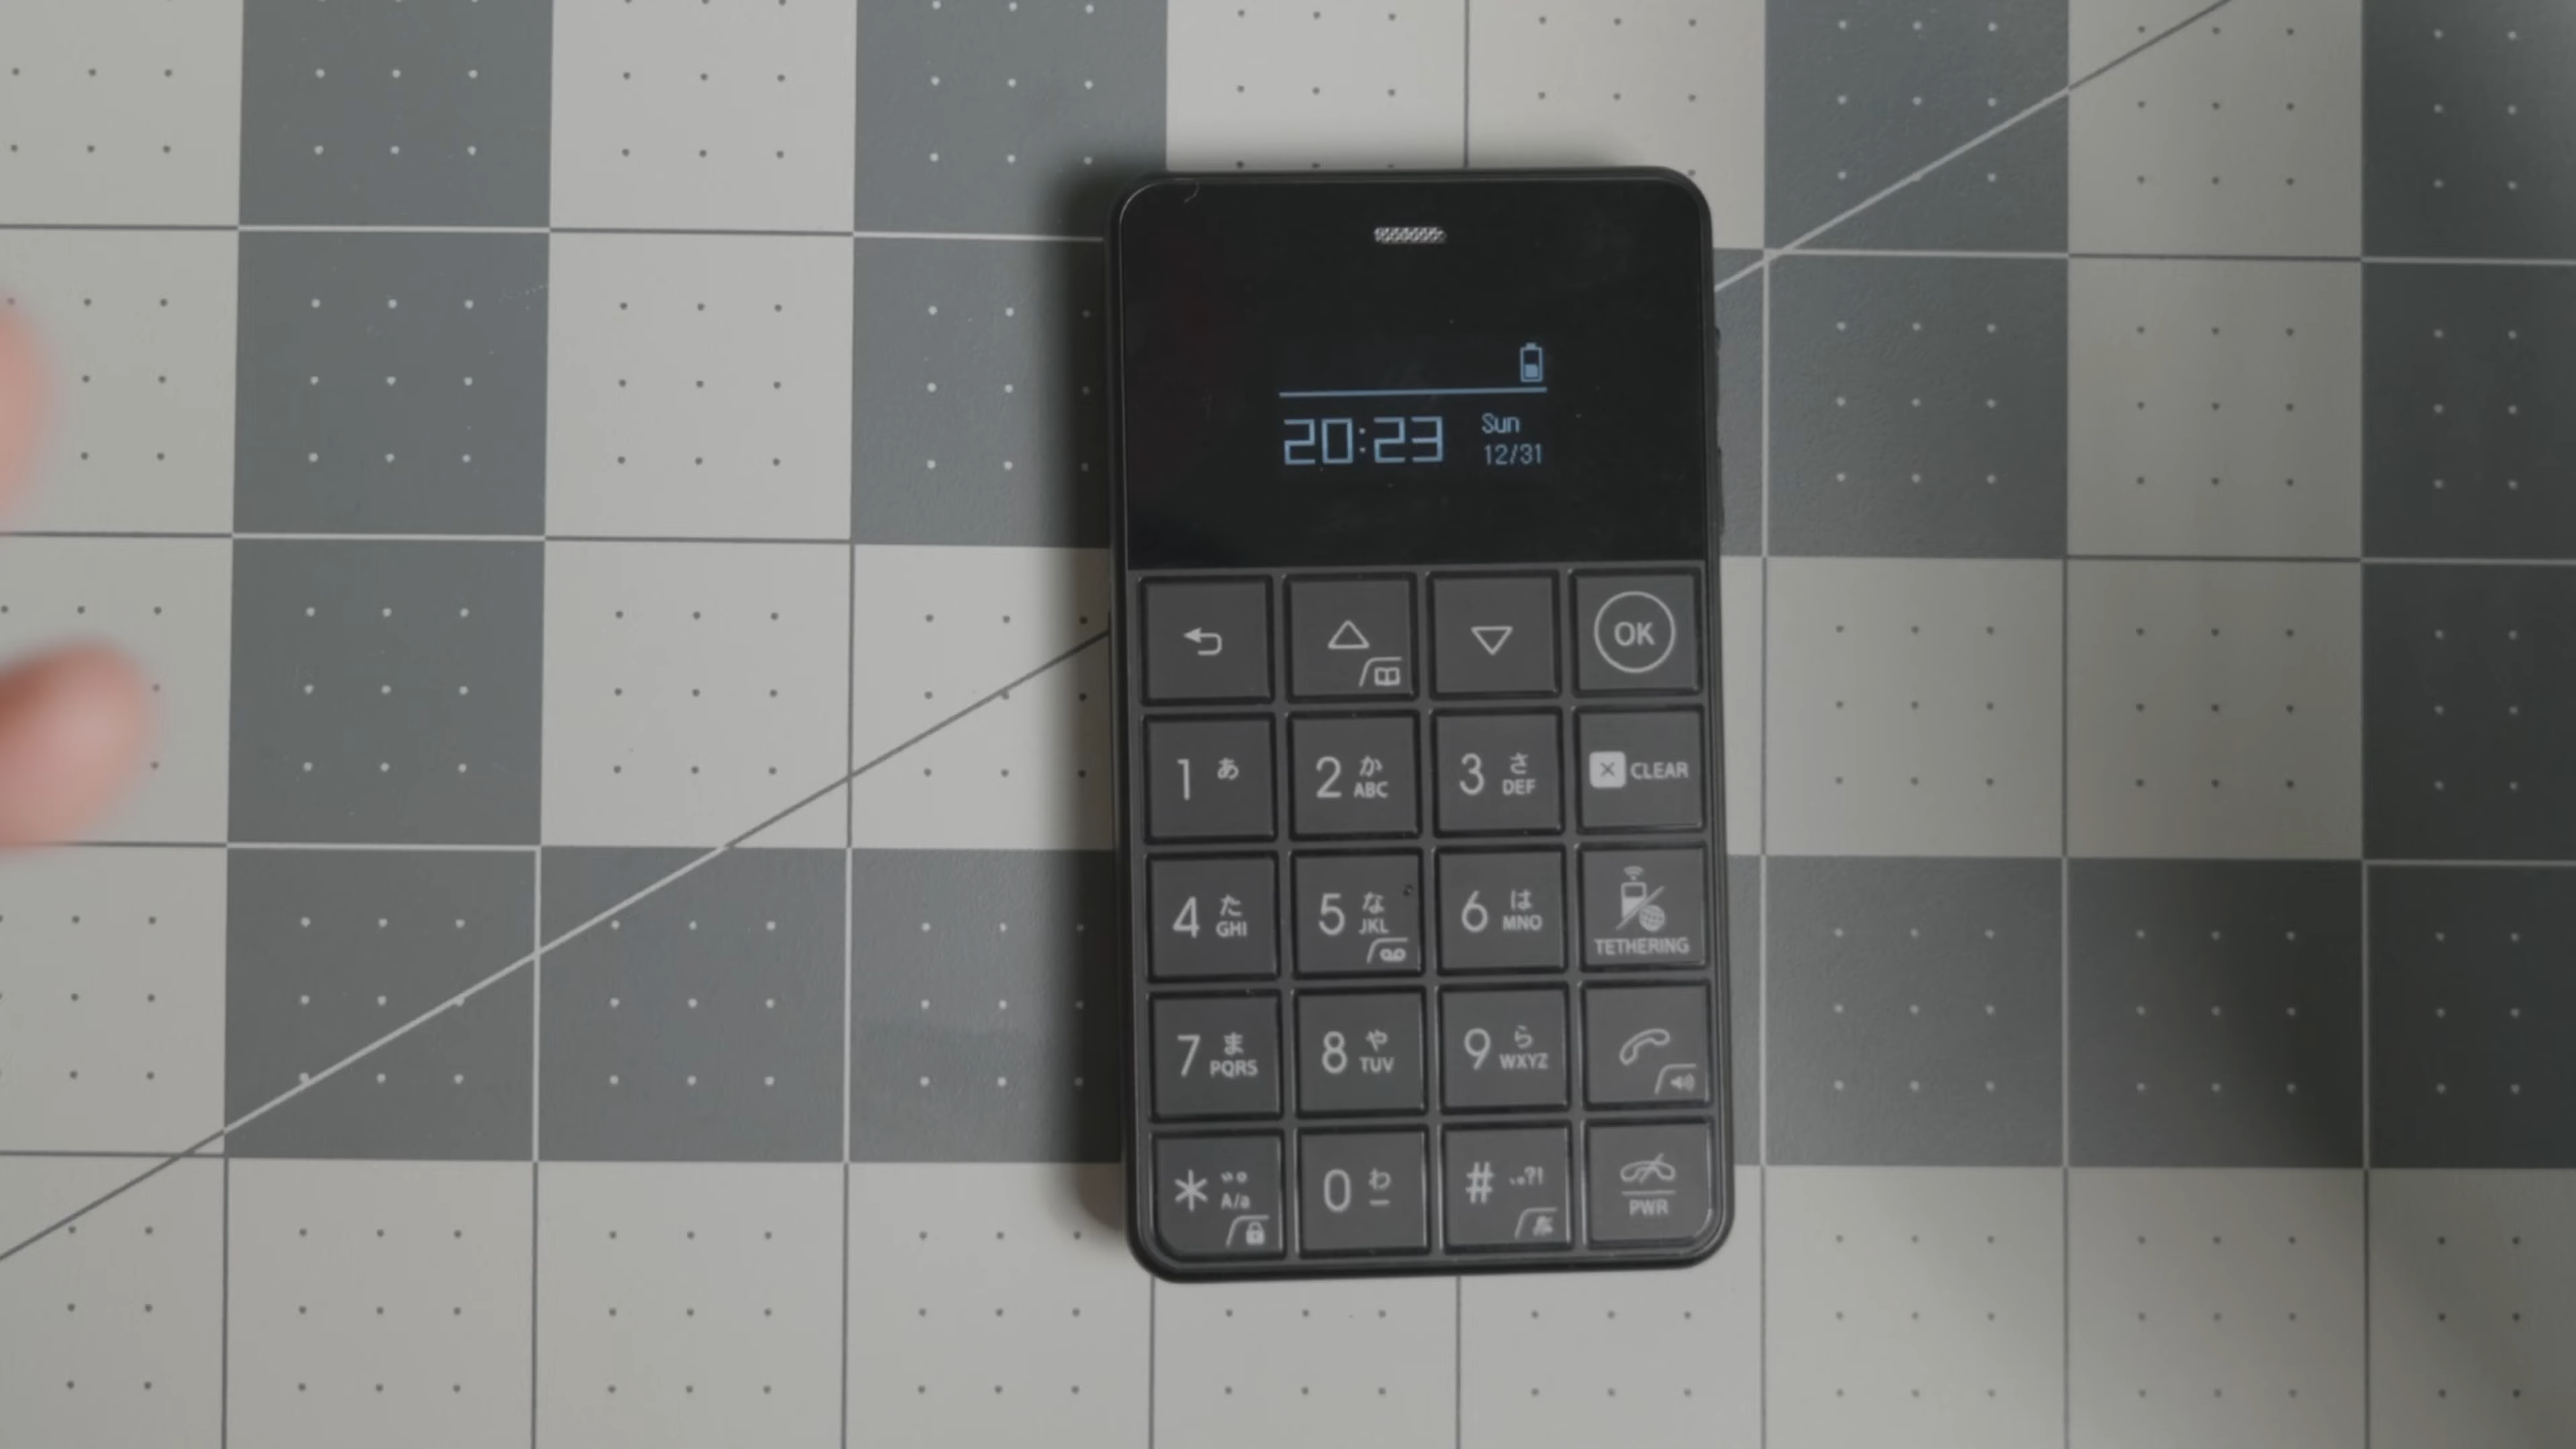 20:23 Sun
12/31
OK
1 あ
2 か ABC
3 さ DEF
CLEAR
4 た GHI
5 な JKL
6 は MNO
TETHERING
7 ま PQRS
8 や TUV
9 ら WXYZ
* ゛゜ A/a
0 わ ー
# 、。?!
PWR